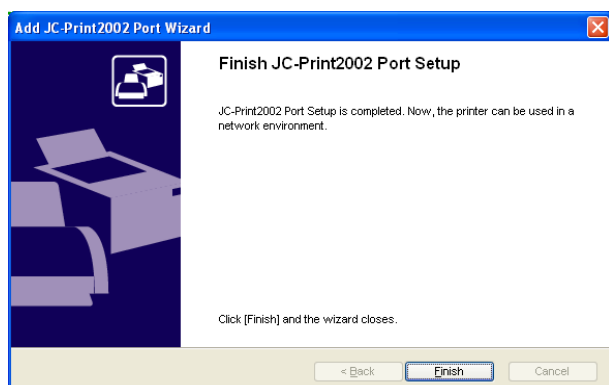 Add JC-Print2002 Port Wizard
Finish JC-Print2002 Port Setup
JC-Print2002 Port Setup is completed. Now, the printer can be used in a
network environment.
Click [Finish] and the wizard closes.
< Back Finish Cancel